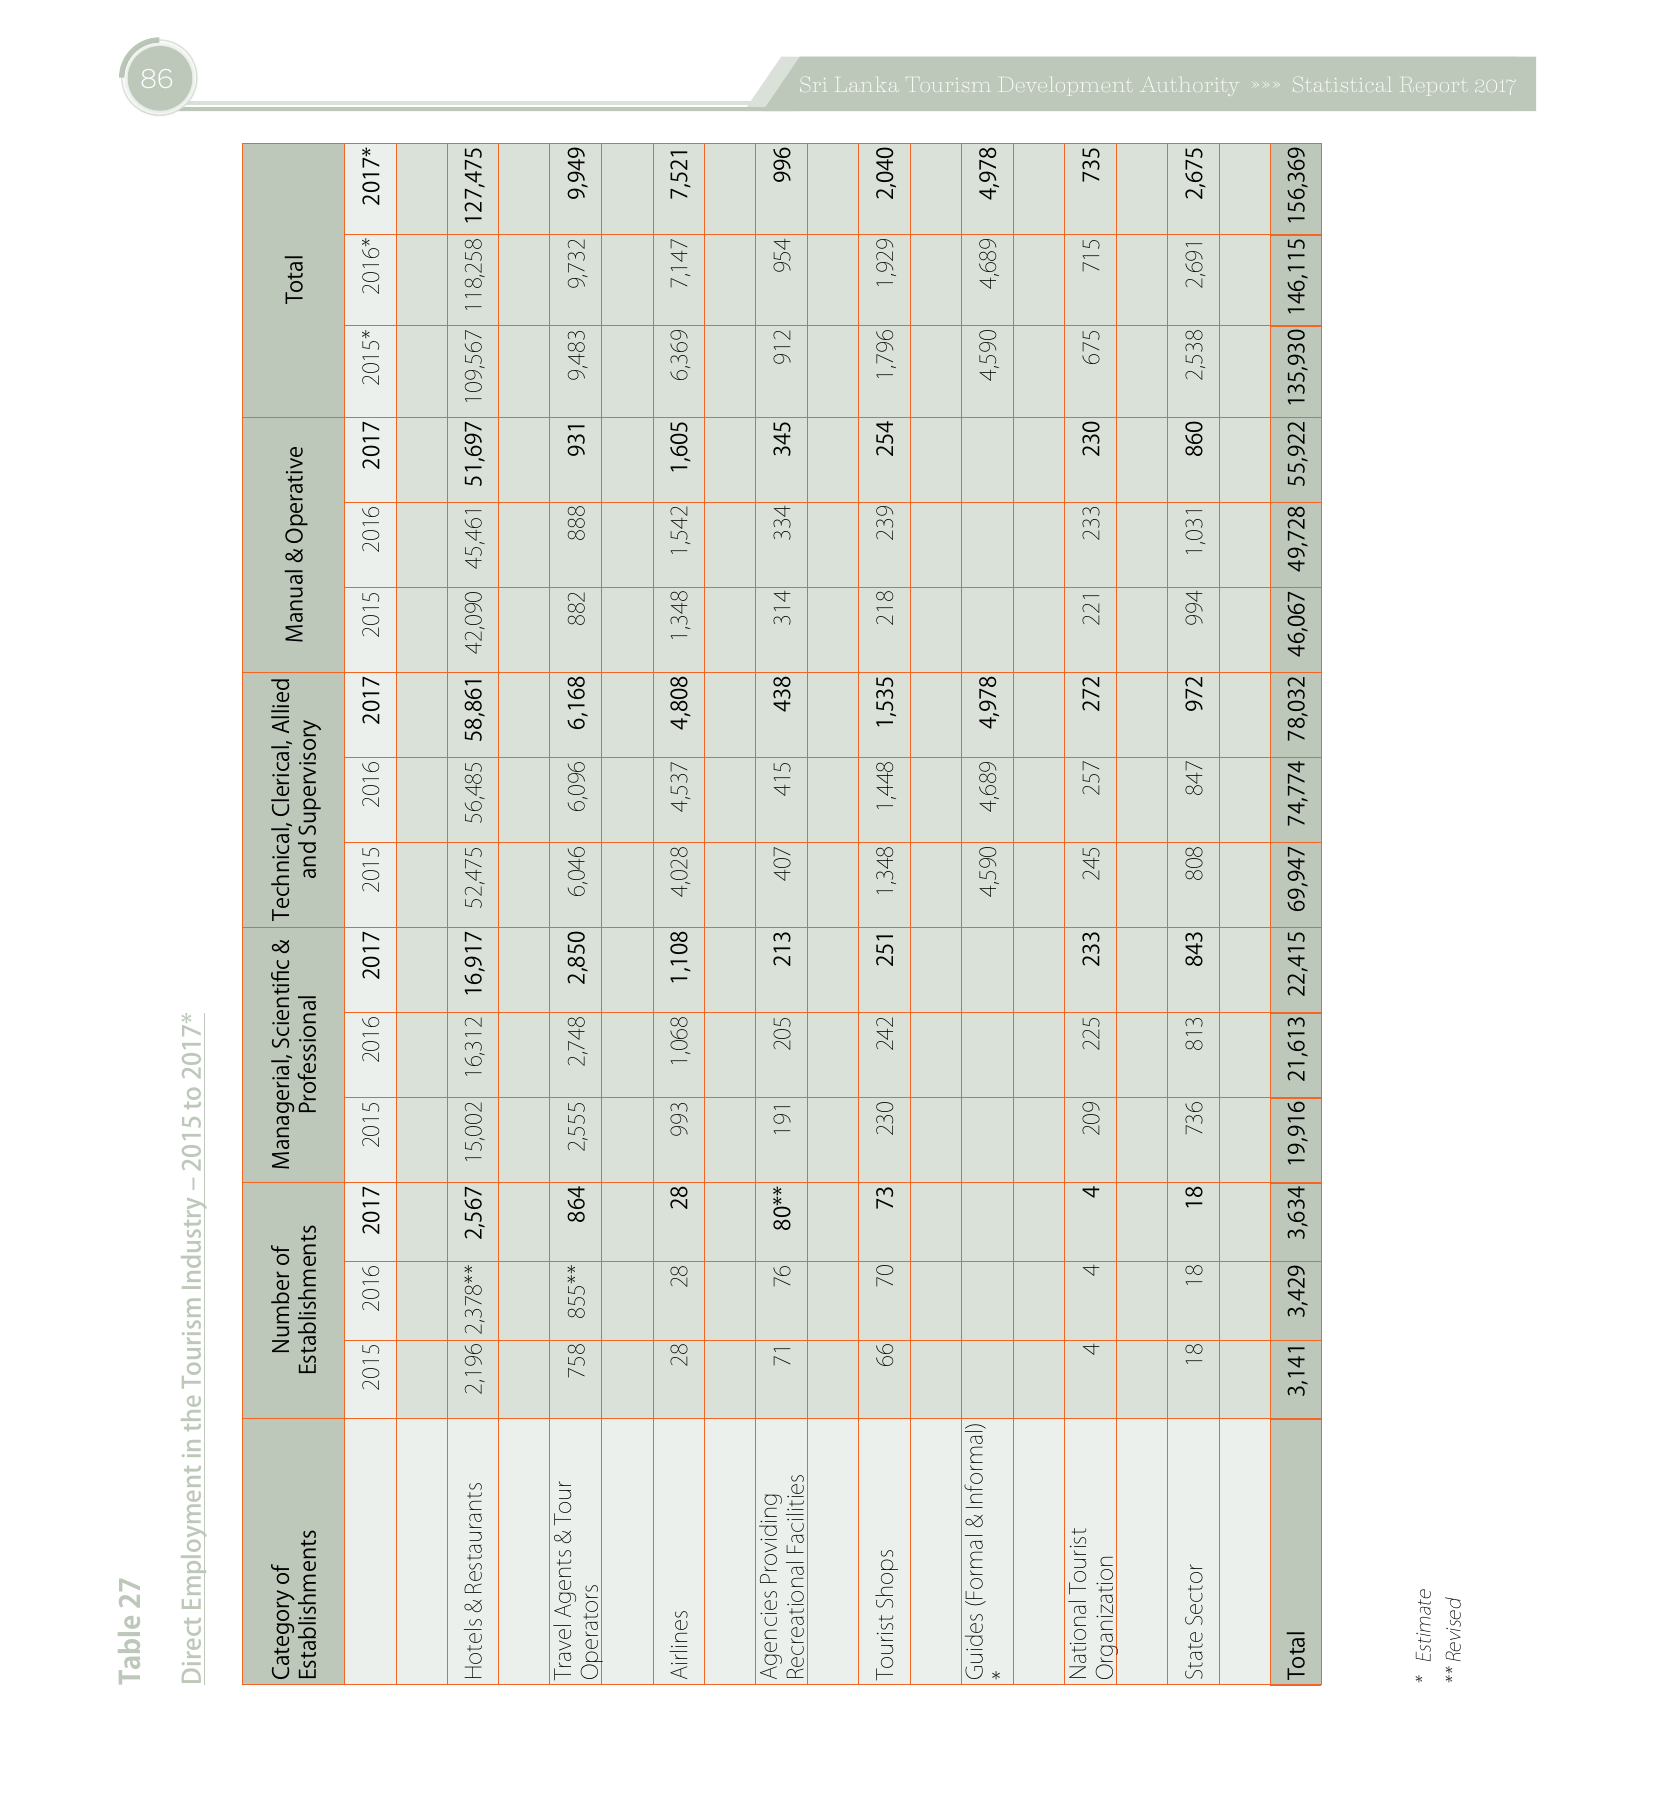 86
Sri Lanka Tourism Development Authority »»» Statistical Report 2017
Table 27
Direct Employment in the Tourism Industry – 2015 to 2017*
Category of Establishments Number of Establishments Managerial, Scientific & Professional Technical, Clerical, Allied and Supervisory Manual & Operative Total
2015 2016 2017 2015 2016 2017 2015 2016 2017 2015 2016 2017 2015* 2016* 2017*
Hotels & Restaurants 2,196 2,378** 2,567 15,002 16,312 16,917 52,475 56,485 58,861 42,090 45,461 51,697 109,567 118,258 127,475
Travel Agents & Tour Operators 758 855** 864 2,555 2,748 2,850 6,046 6,096 6,168 882 888 931 9,483 9,732 9,949
Airlines 28 28 28 993 1,068 1,108 4,028 4,537 4,808 1,348 1,542 1,605 6,369 7,147 7,521
Agencies Providing Recreational Facilities 71 76 80** 191 205 213 407 415 438 314 334 345 912 954 996
Tourist Shops 66 70 73 230 242 251 1,348 1,448 1,535 218 239 254 1,796 1,929 2,040
Guides (Formal & Informal) * 4,590 4,689 4,978 4,590 4,689 4,978
National Tourist Organization 4 4 4 209 225 233 245 257 272 221 233 230 675 715 735
State Sector 18 18 18 736 813 843 808 847 972 994 1,031 860 2,538 2,691 2,675
Total 3,141 3,429 3,634 19,916 21,613 22,415 69,947 74,774 78,032 46,067 49,728 55,922 135,930 146,115 156,369
* Estimate
** Revised